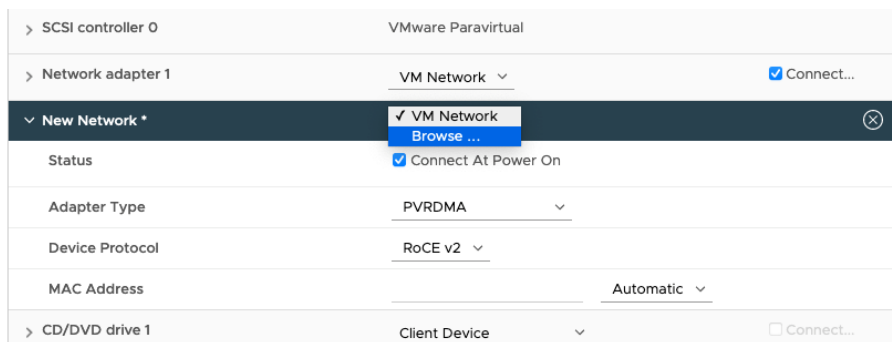 SCSI controller 0 VMware Paravirtual
Network adapter 1 VM Network Connect...
New Network * VM Network
Browse ...
Status Connect At Power On
Adapter Type PVRDMA
Device Protocol RoCE v2
MAC Address Automatic
CD/DVD drive 1 Client Device Connect...